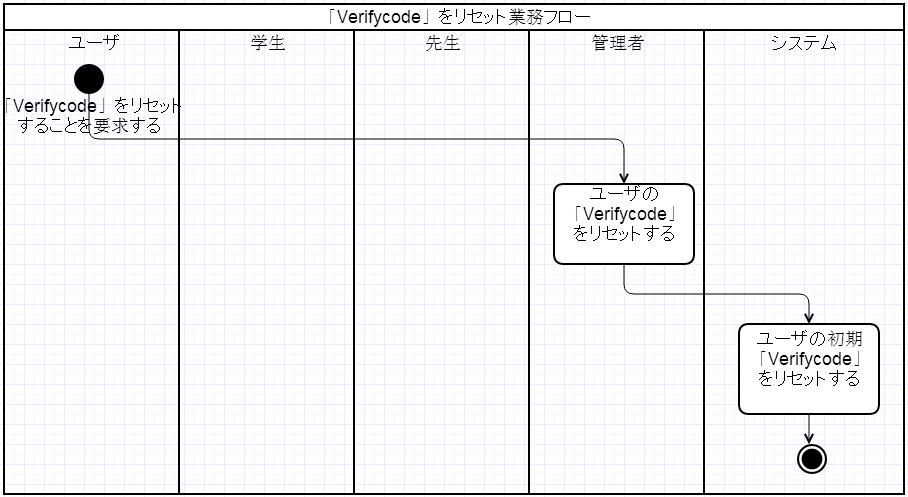 「Verifycode」をリセット業務フロー
ユーザ
学生
先生
管理者
システム
「Verifycode」をリセット
することを要求する
ユーザの
「Verifycode」
をリセットする
ユーザの初期
「Verifycode」
をリセットする